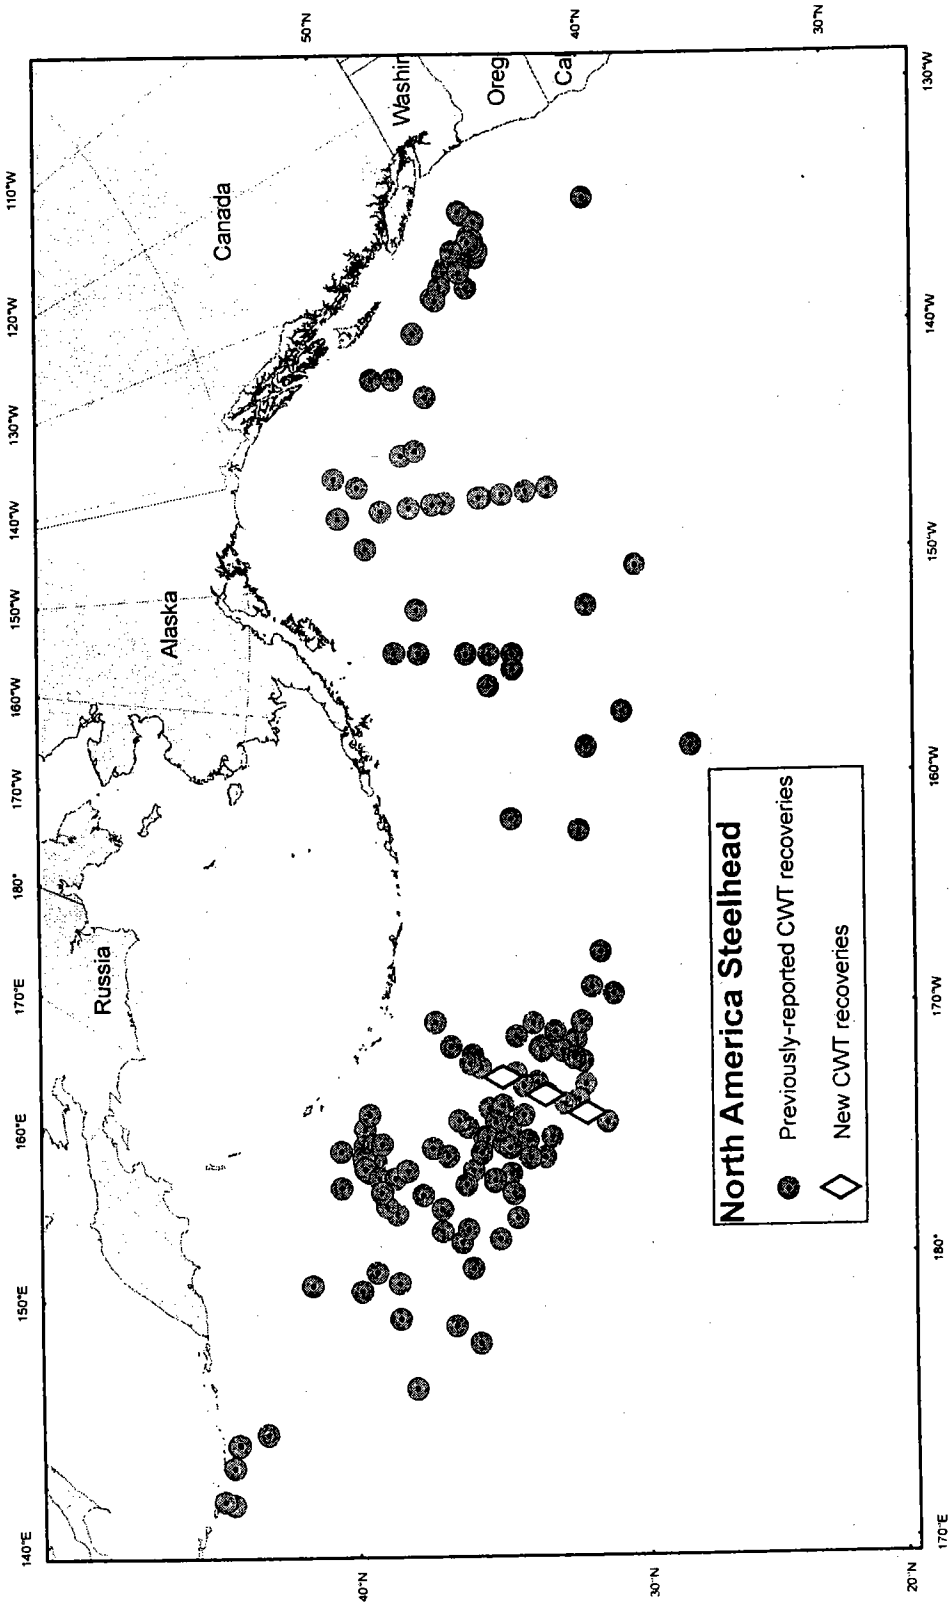 140°E
150°E
160°E
170°E
180°
170°W
160°W
150°W
140°W
130°W
120°W
110°W
50°N
40°N
30°N
40°N
30°N
20°N
170°E
180°
170°W
160°W
150°W
140°W
130°W
Russia
Alaska
Canada
Washin
Oreg
Ca
North America Steelhead
Previously-reported CWT recoveries
New CWT recoveries